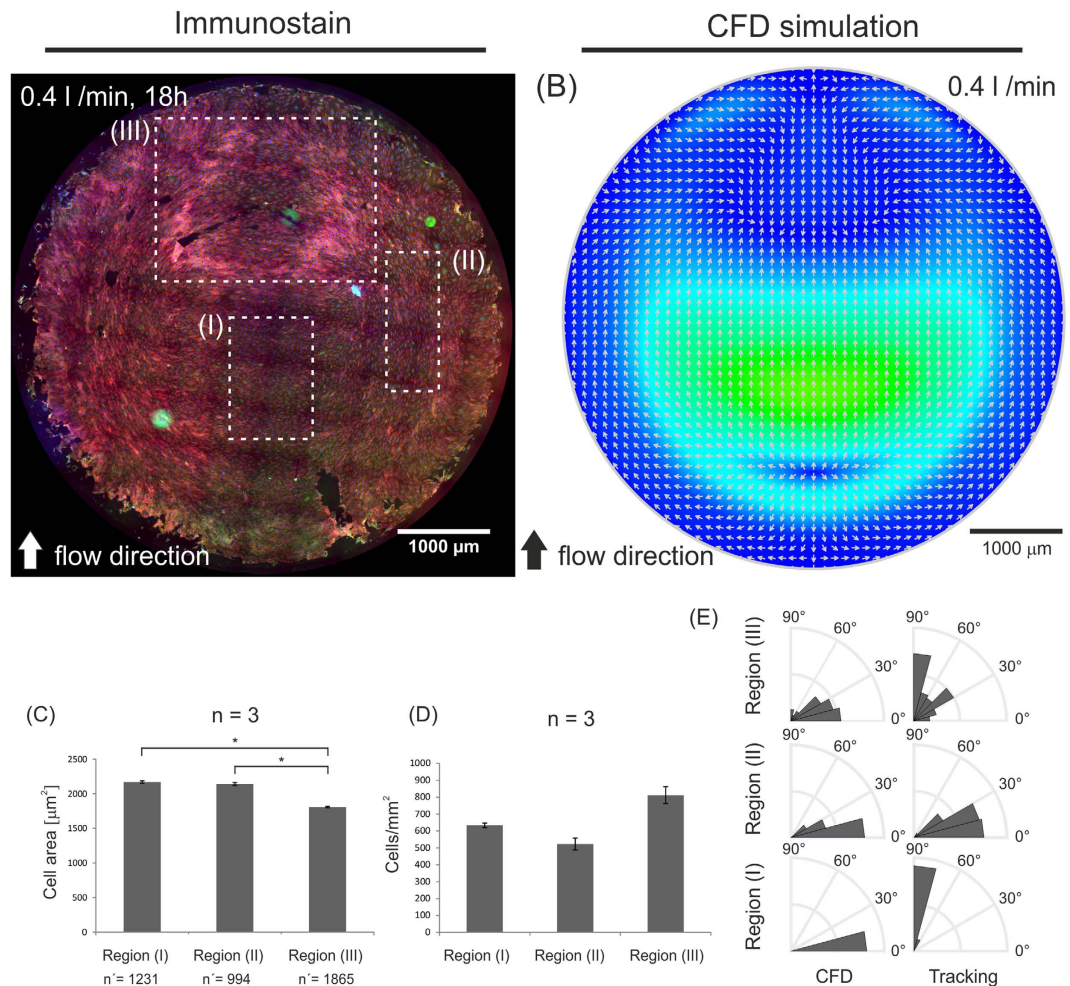 Immunostain
CFD simulation
0.4 l /min, 18h
(III)
(II)
(I)
flow direction
1000 µm
(B)
0.4 l /min
flow direction
1000 µm
(C)
n = 3
*
*
Cell area [µm²]
2500
2000
1500
1000
500
0
Region (I)
Region (II)
Region (III)
n´= 1231
n´= 994
n´= 1865
(D)
n = 3
Cells/mm²
1000
900
800
700
600
500
400
300
200
100
0
Region (I)
Region (II)
Region (III)
(E)
Region (III)
90°
60°
30°
0°
90°
60°
30°
0°
Region (II)
90°
60°
30°
0°
90°
60°
30°
0°
Region (I)
90°
60°
30°
0°
90°
60°
30°
0°
CFD
Tracking